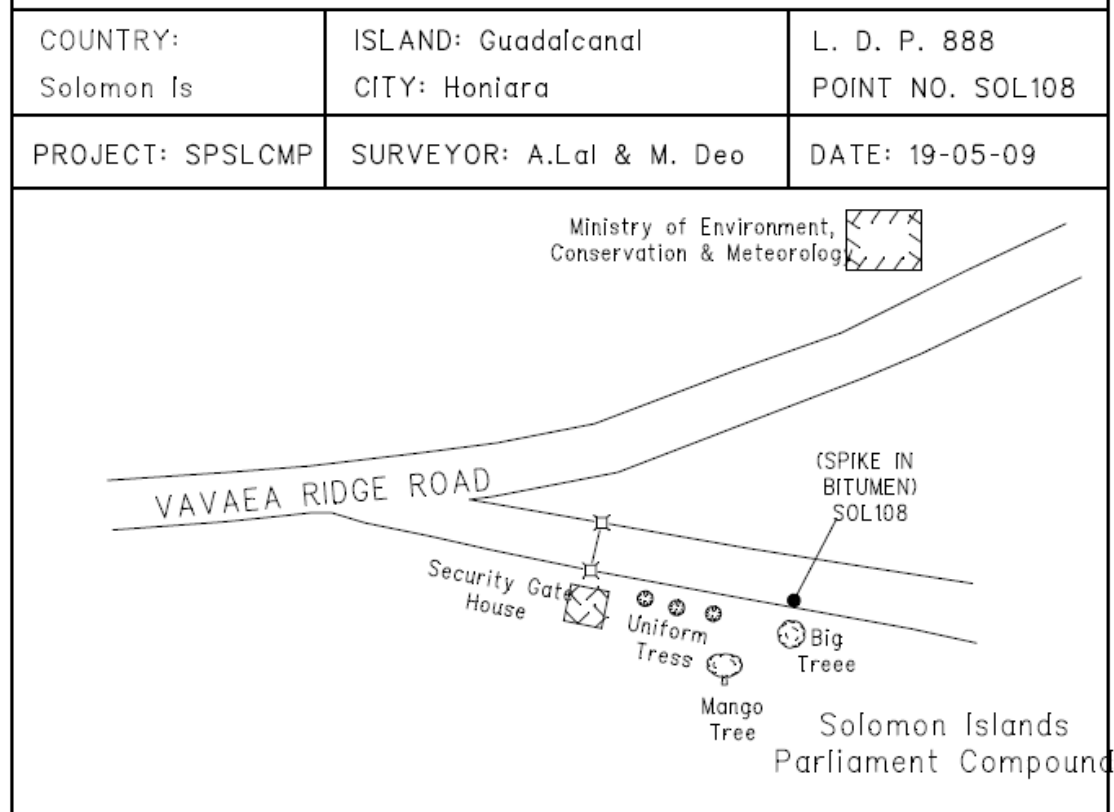 COUNTRY:
Solomon Is
ISLAND: Guadalcanal
CITY: Honiara
L. D. P. 888
POINT NO. SOL108
PROJECT: SPSLCMP
SURVEYOR: A.Lal & M. Deo
DATE: 19-05-09
Ministry of Environment,
Conservation & Meteorology
VAVAEA RIDGE ROAD
(SPIKE IN
BITUMEN)
SOL108
Security Gate
House
Uniform
Tress
Big
Treee
Mango
Tree
Solomon Islands
Parliament Compound